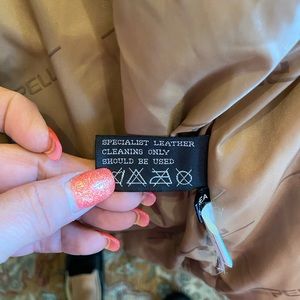 SPECIALIST LEATHER
CLEANING ONLY
SHOULD BE USED